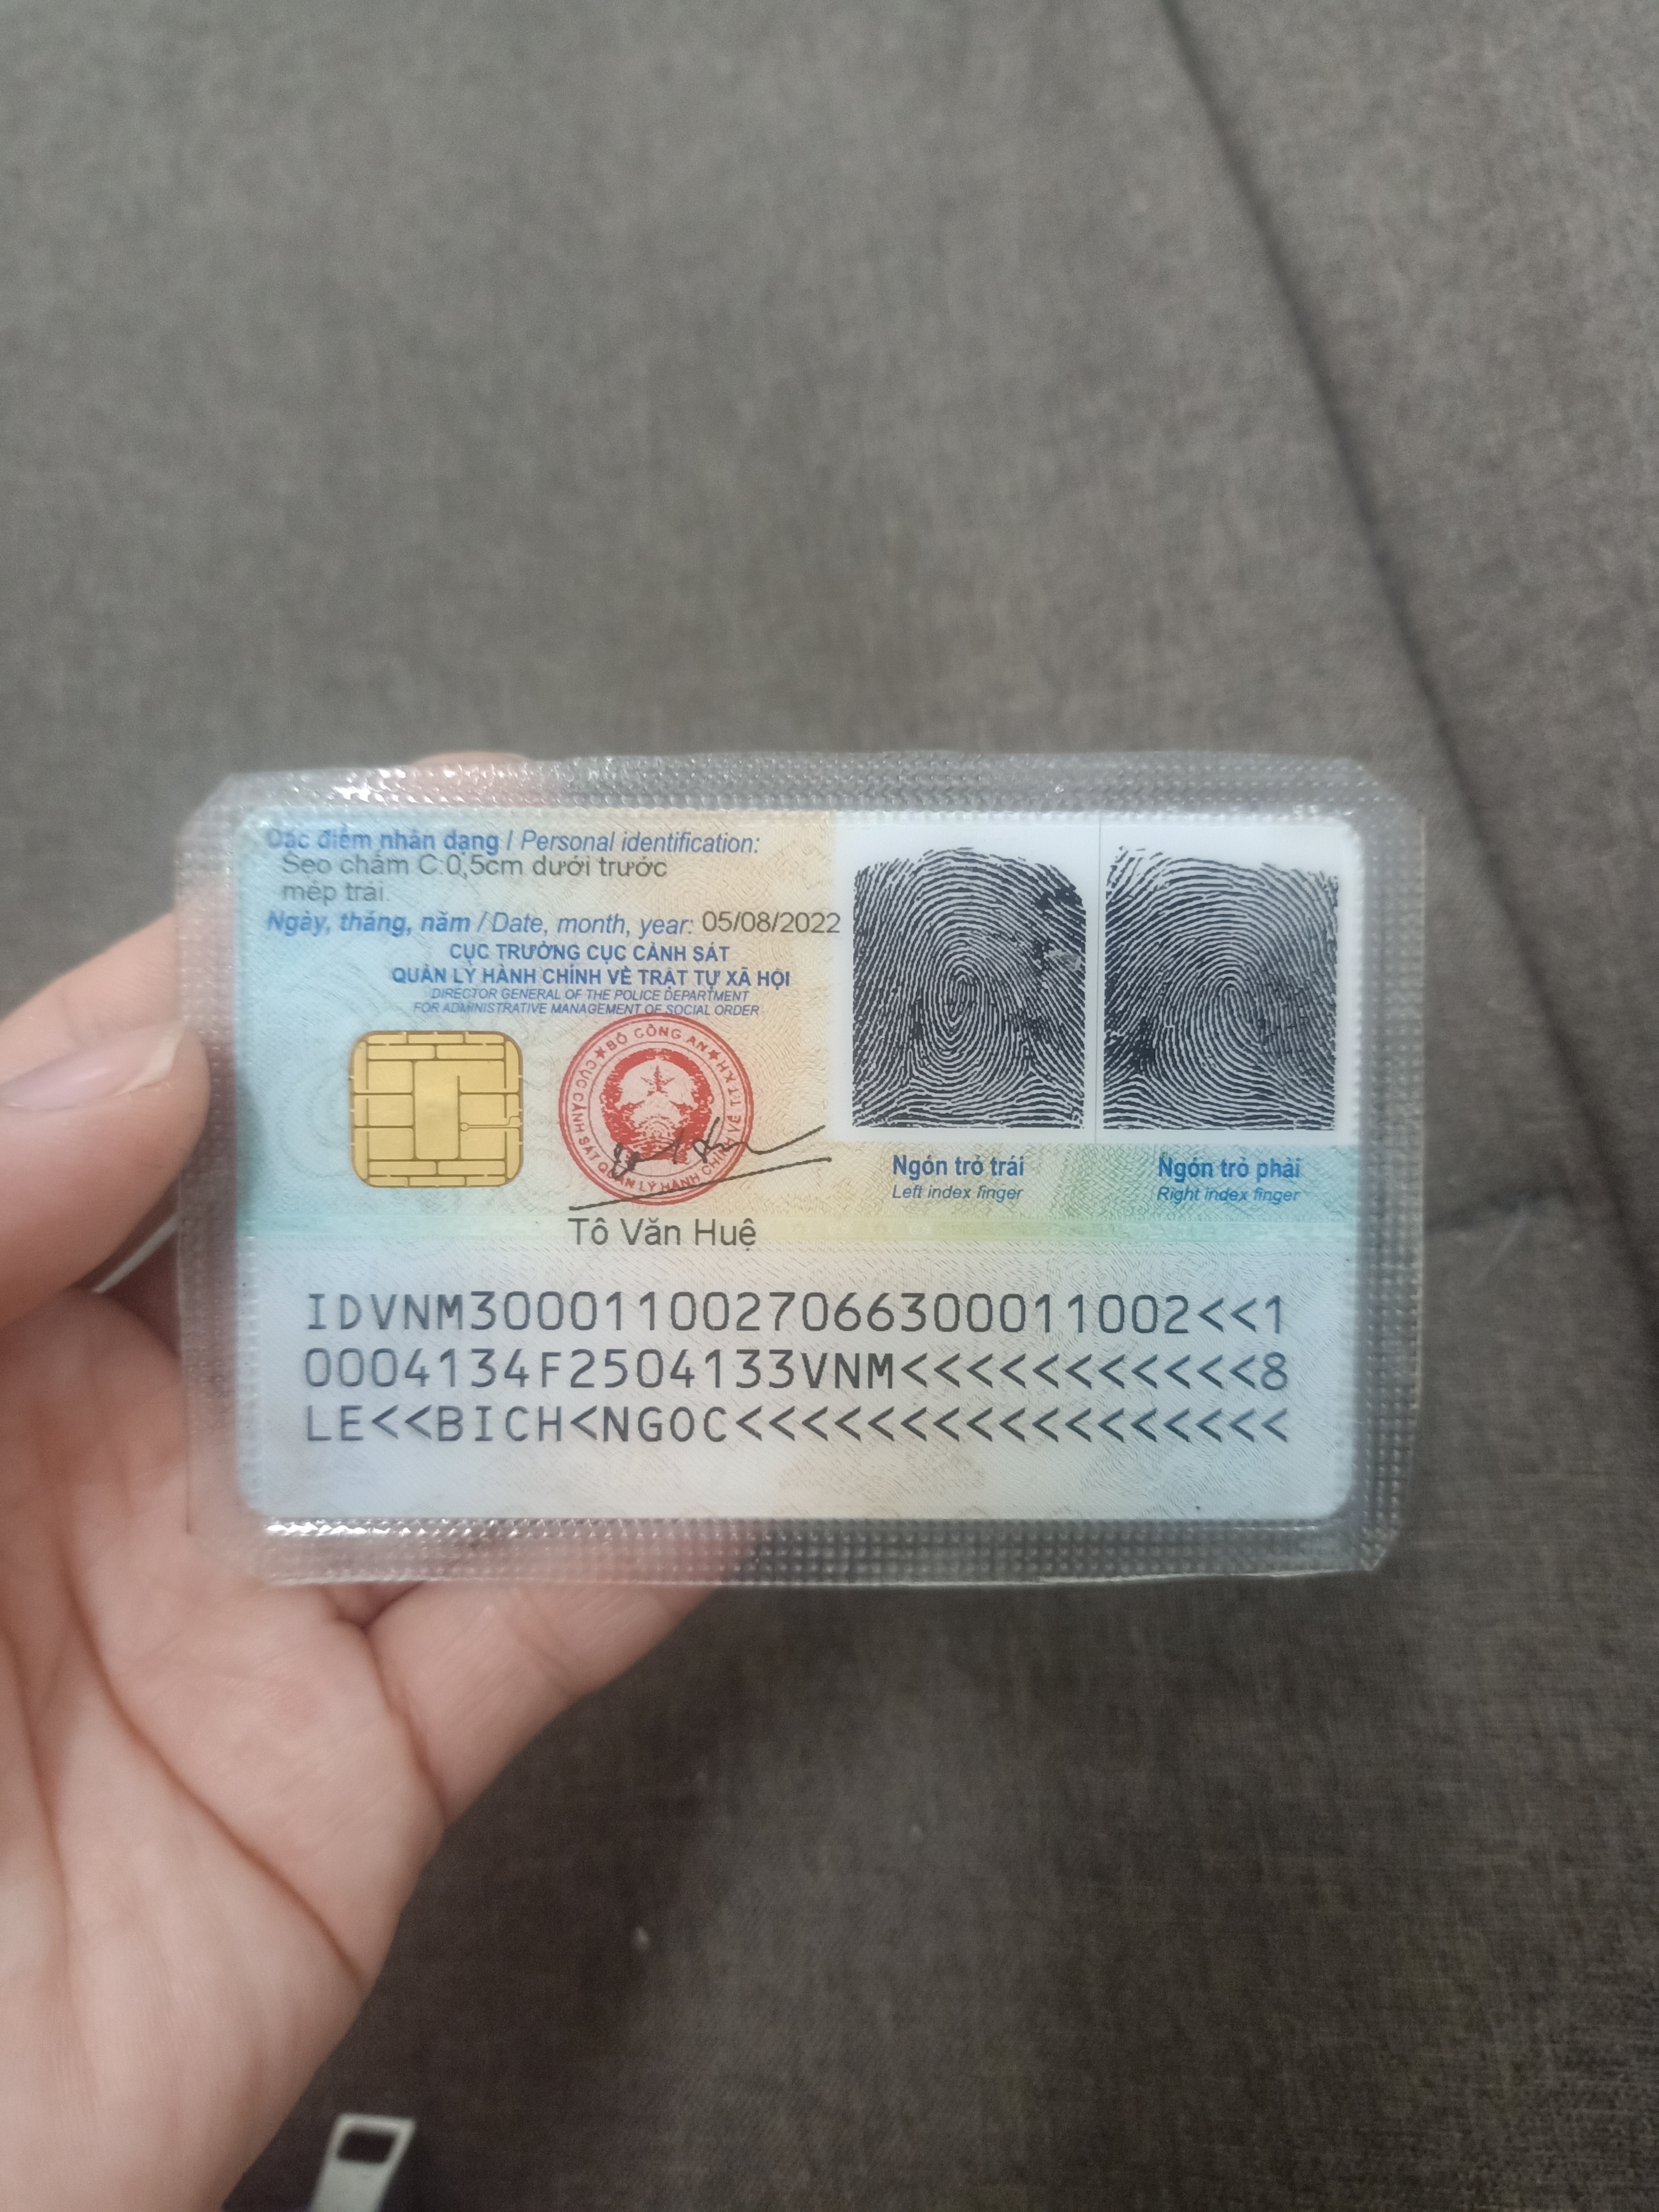 Đặc điểm nhân dạng / Personal identification:
Sẹo chấm C:0,5cm dưới trước
mép trái.
Ngày, tháng, năm / Date, month, year: 05/08/2022
CỤC TRƯỞNG CỤC CẢNH SÁT
QUẢN LÝ HÀNH CHÍNH VỀ TRẬT TỰ XÃ HỘI
DIRECTOR GENERAL OF THE POLICE DEPARTMENT
FOR ADMINISTRATIVE MANAGEMENT OF SOCIAL ORDER
BỘ CÔNG AN
CỤC CẢNH SÁT QUẢN LÝ HÀNH CHÍNH VỀ TTXH
Tô Văn Huệ
Ngón trỏ trái
Left index finger
Ngón trỏ phải
Right index finger
IDVNM3000110027066300011002<<1
0004134F2504133VNM<<<<<<<<<<<8
LE<<BICH<NGOC<<<<<<<<<<<<<<<<<